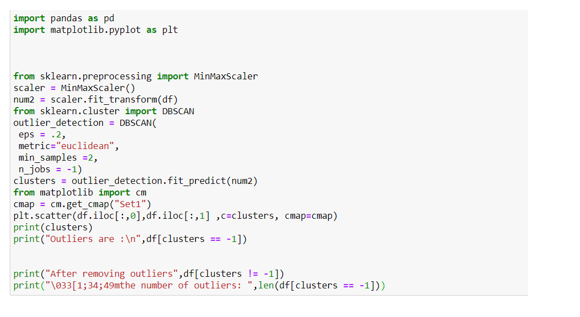 import pandas as pd
import matplotlib.pyplot as plt
from sklearn.preprocessing import MinMaxScaler
scaler = MinMaxScaler()
num2 = scaler.fit_transform(df)
from sklearn.cluster import DBSCAN
outlier_detection = DBSCAN(
 eps = .2,
 metric="euclidean",
 min_samples =2,
 n_jobs = -1)
clusters = outlier_detection.fit_predict(num2)
from matplotlib import cm
cmap = cm.get_cmap("Set1")
plt.scatter(df.iloc[:,0],df.iloc[:,1] ,c=clusters, cmap=cmap)
print(clusters)
print("Outliers are :\n",df[clusters == -1])
print("After removing outliers",df[clusters != -1])
print("\033[1;34;49mthe number of outliers: ",len(df[clusters == -1]))